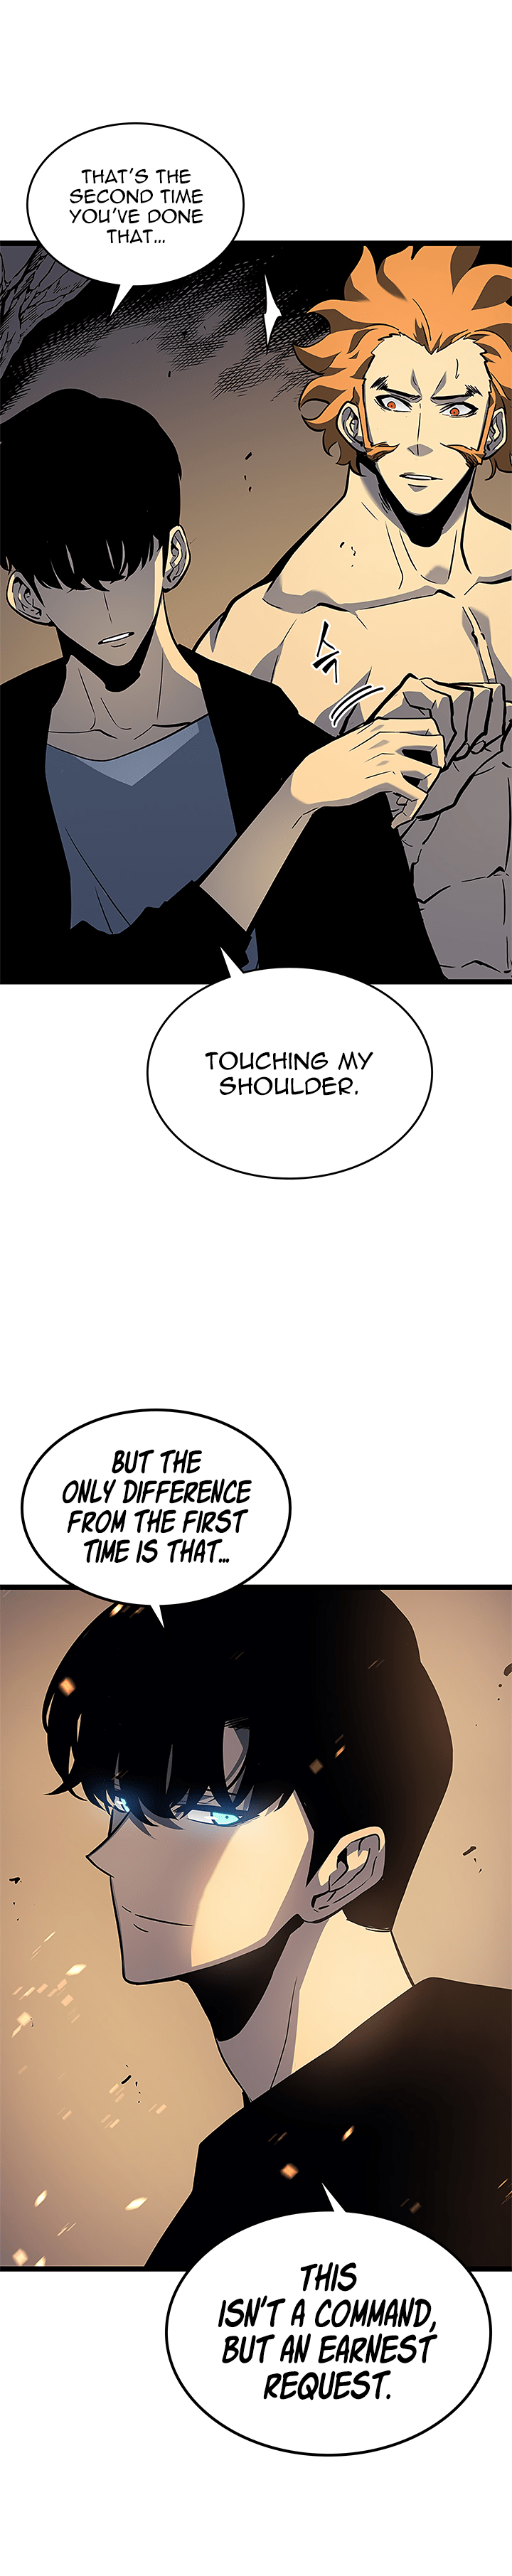 THAT'S THE
SECOND TIME
YOU'VE DONE
THAT...
TOUCHING MY
SHOULDER.
BUT THE
ONLY DIFFERENCE
FROM THE FIRST
TIME IS THAT...
THIS
ISN'T A COMMAND,
BUT AN EARNEST
REQUEST.